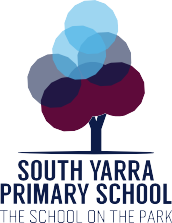 SOUTH YARRA
PRIMARY SCHOOL
THE SCHOOL ON THE PARK